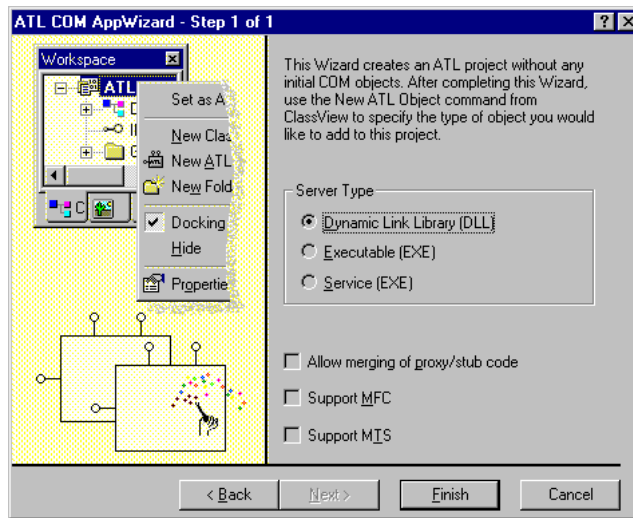 ATL COM AppWizard - Step 1 of 1
Workspace
ATL
Set as A
New Clas
New ATL
New Fold
Docking
Hide
Propertie
C
This Wizard creates an ATL project without any
initial COM objects. After completing this Wizard,
use the New ATL Object command from
ClassView to specify the type of object you would
like to add to this project.
Server Type
Dynamic Link Library (DLL)
Executable (EXE)
Service (EXE)
Allow merging of proxy/stub code
Support MFC
Support MTS
< Back
Next >
Finish
Cancel